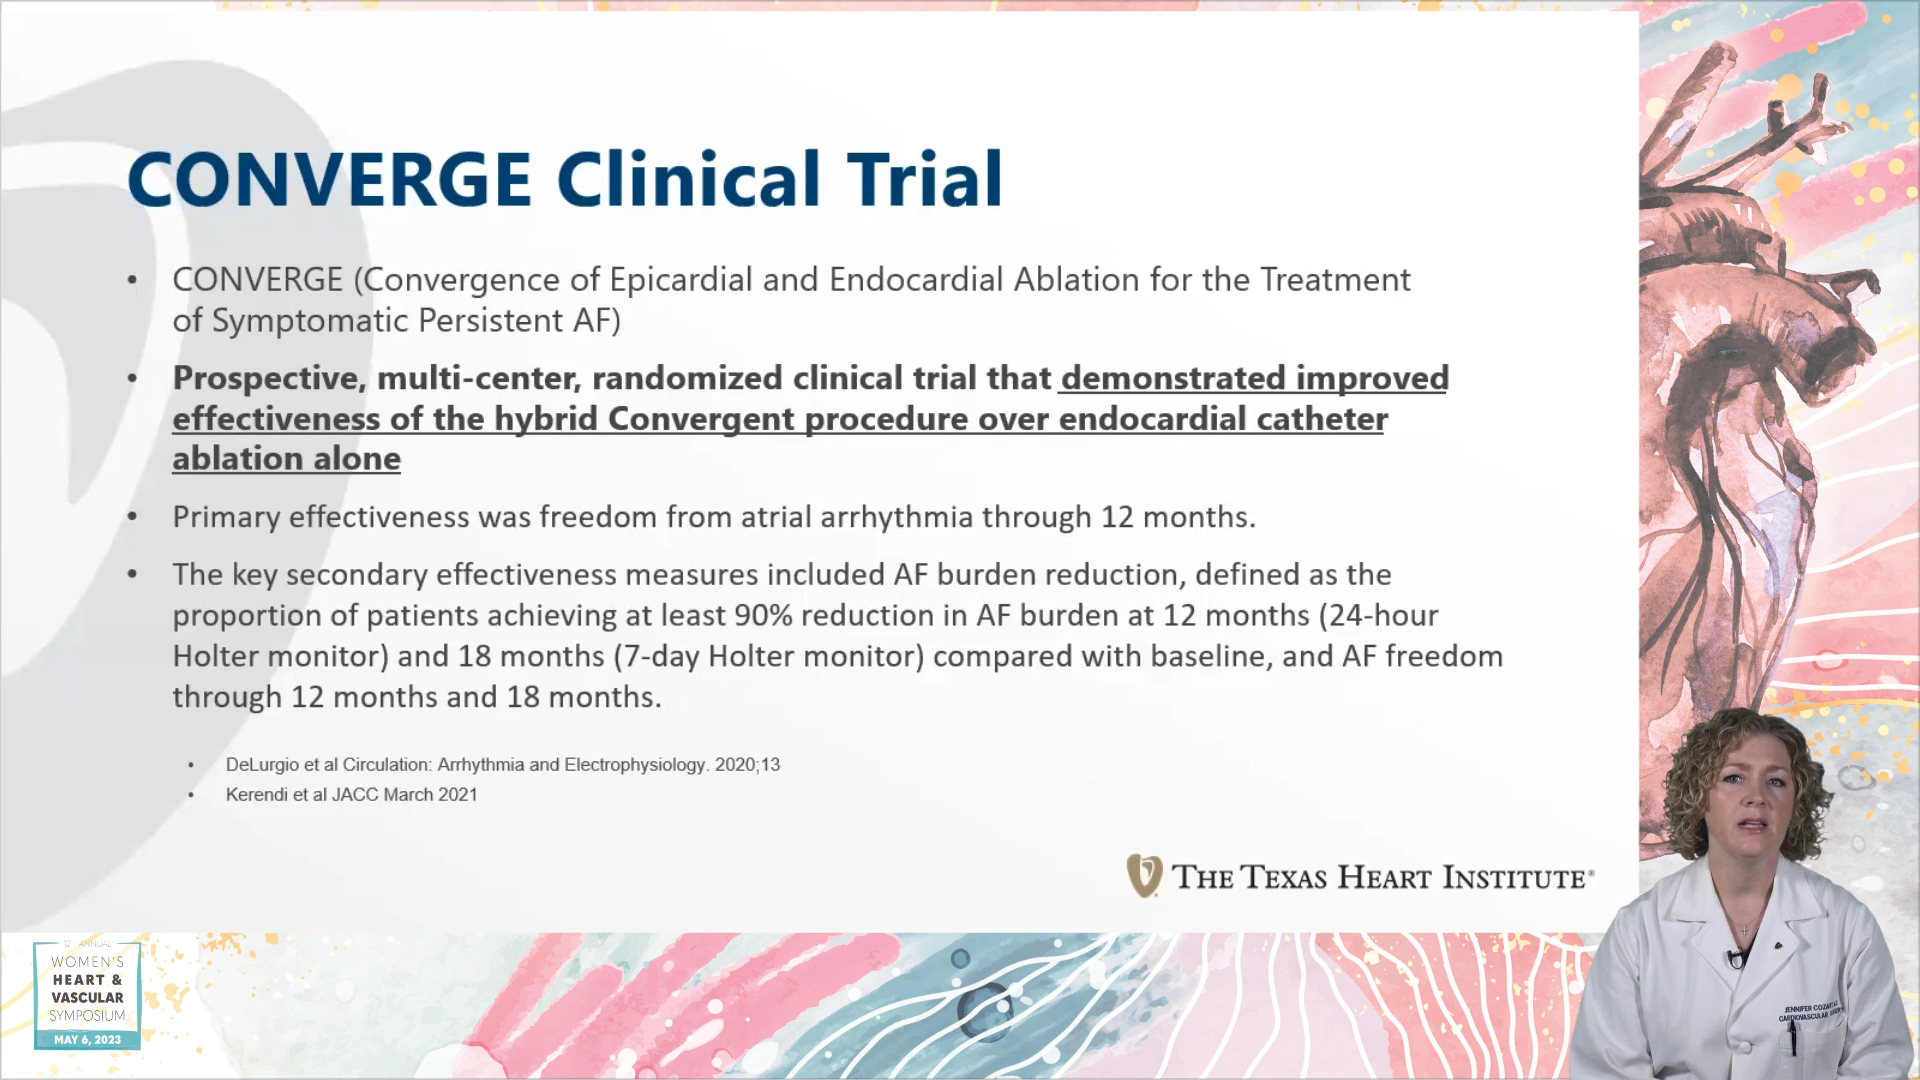 CONVERGE Clinical Trial
• CONVERGE (Convergence of Epicardial and Endocardial Ablation for the Treatment
of Symptomatic Persistent AF)
• Prospective, multi-center, randomized clinical trial that demonstrated improved
effectiveness of the hybrid Convergent procedure over endocardial catheter
ablation alone
• Primary effectiveness was freedom from atrial arrhythmia through 12 months.
• The key secondary effectiveness measures included AF burden reduction, defined as the
proportion of patients achieving at least 90% reduction in AF burden at 12 months (24-hour
Holter monitor) and 18 months (7-day Holter monitor) compared with baseline, and AF freedom
through 12 months and 18 months.
• DeLurgio et al Circulation: Arrhythmia and Electrophysiology. 2020;13
• Kerendi et al JACC March 2021
THE TEXAS HEART INSTITUTE®
12th ANNUAL
WOMEN'S
HEART &
VASCULAR
SYMPOSIUM
MAY 6, 2023
JENNIFER
CARDIOVASCULAR